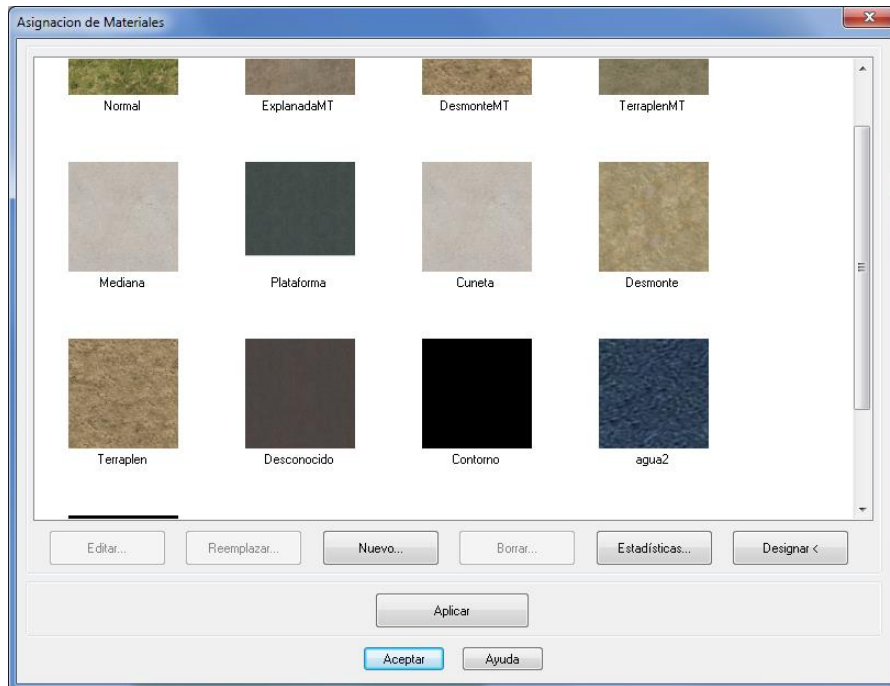 Asignacion de Materiales
Normal ExplanadaMT DesmonteMT TerraplenMT
Mediana Plataforma Cuneta Desmonte
Terraplen Desconocido Contorno agua2
Editar... Reemplazar... Nuevo... Borrar... Estadísticas... Designar <
Aplicar
Aceptar Ayuda